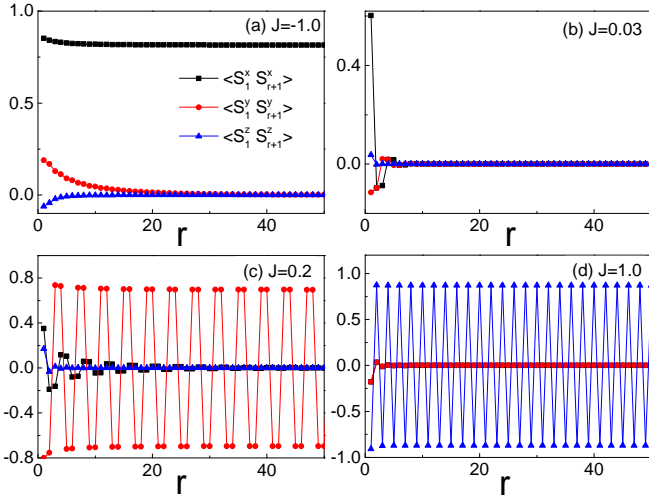 (a) J=-1.0
<S₁ˣ Sᵣ₊₁ˣ>
<S₁ʸ Sᵣ₊₁ʸ>
<S₁ᶻ Sᵣ₊₁ᶻ>
1.0
0.5
0.0
0 20 40
r
(b) J=0.03
0.4
0.0
0 20 40
r
(c) J=0.2
0.8
0.4
0.0
-0.4
-0.8
0 20 40
r
(d) J=1.0
1.0
0.5
0.0
-0.5
-1.0
0 20 40
r